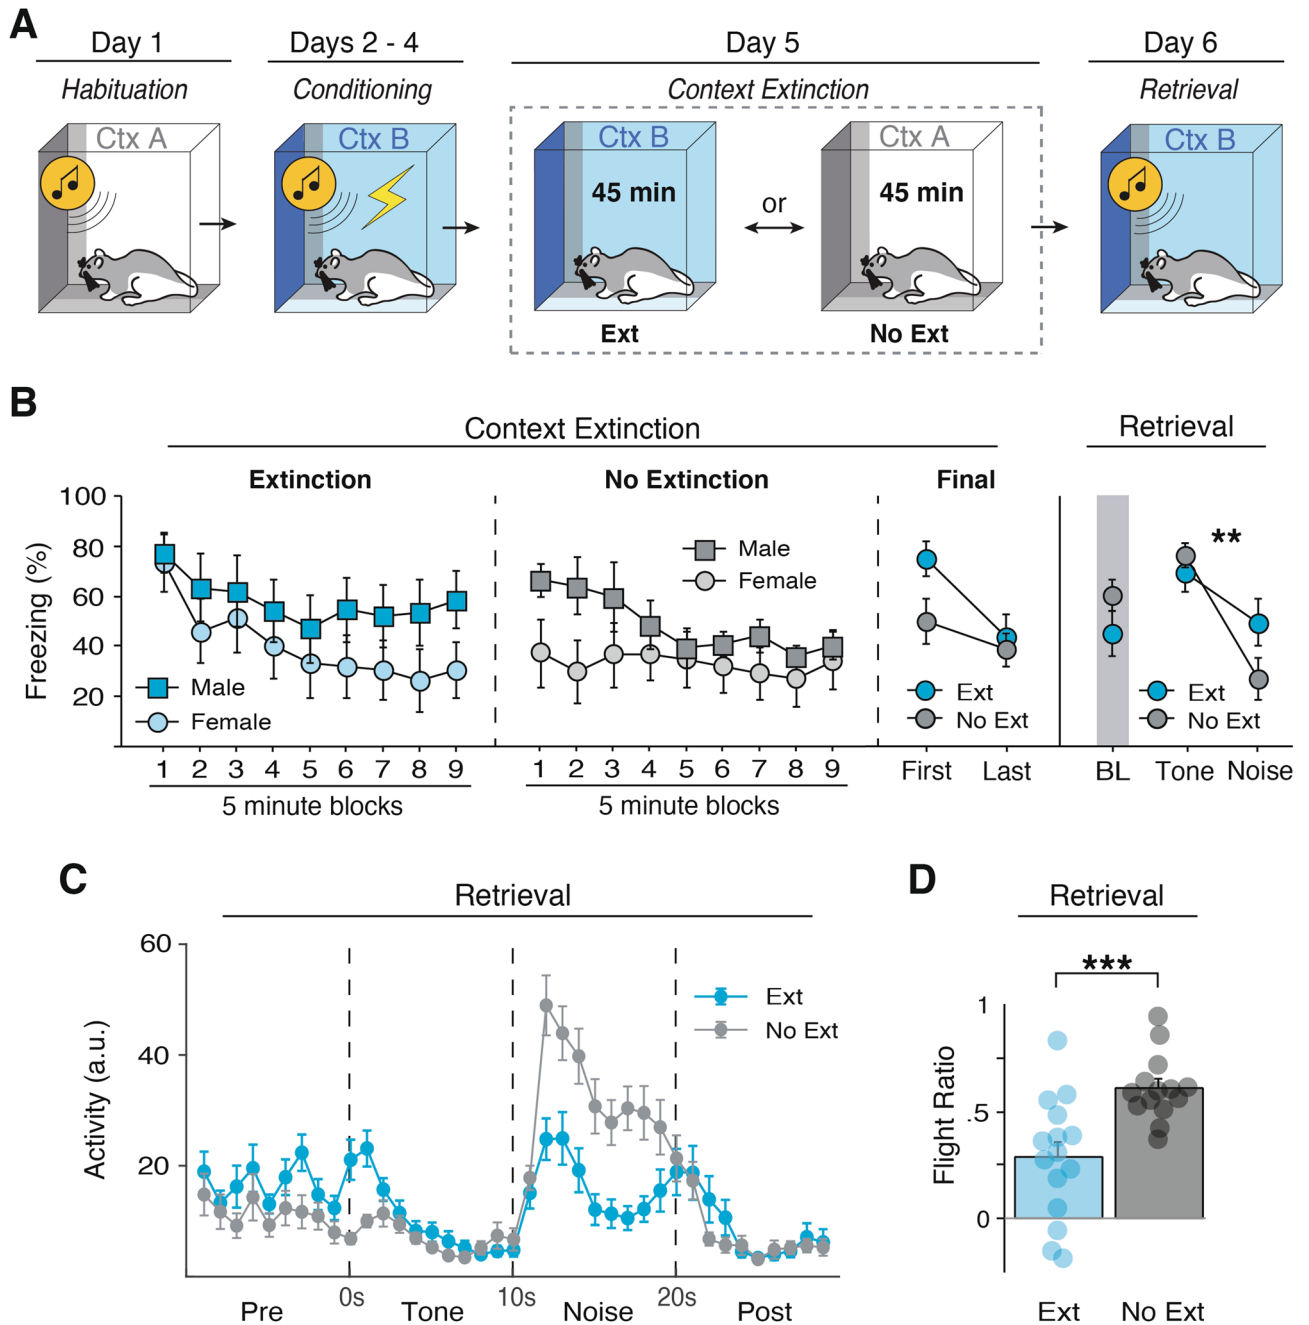 A
Day 1
Days 2 - 4
Day 5
Day 6
Habituation
Conditioning
Context Extinction
Retrieval
Ctx A
Ctx B
Ctx B
Ctx A
Ctx B
45 min
or
45 min
Ext
No Ext
B
Context Extinction
Retrieval
Extinction
No Extinction
Final
Freezing (%)
100
80
60
40
20
Male
Female
Male
Female
Ext
No Ext
**
Ext
No Ext
1 2 3 4 5 6 7 8 9
5 minute blocks
1 2 3 4 5 6 7 8 9
5 minute blocks
First Last
BL Tone Noise
C
Retrieval
Activity (a.u.)
60
40
20
Ext
No Ext
0s 10s 20s
Pre Tone Noise Post
D
Retrieval
***
Flight Ratio
1
.5
0
Ext No Ext